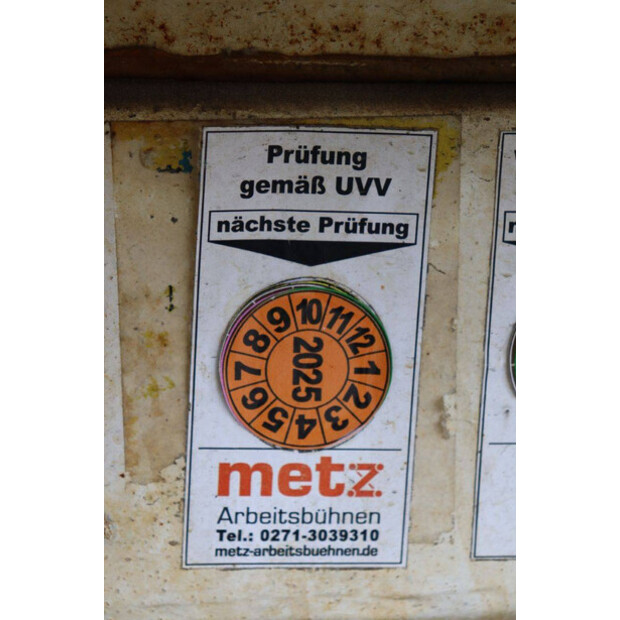 Prüfung
gemäß UVV
nächste Prüfung
1 2 3 4 5 6 7 8 9 10 11 12
2025
metz
Arbeitsbühnen
Tel.: 0271-3039310
metz-arbeitsbuehnen.de